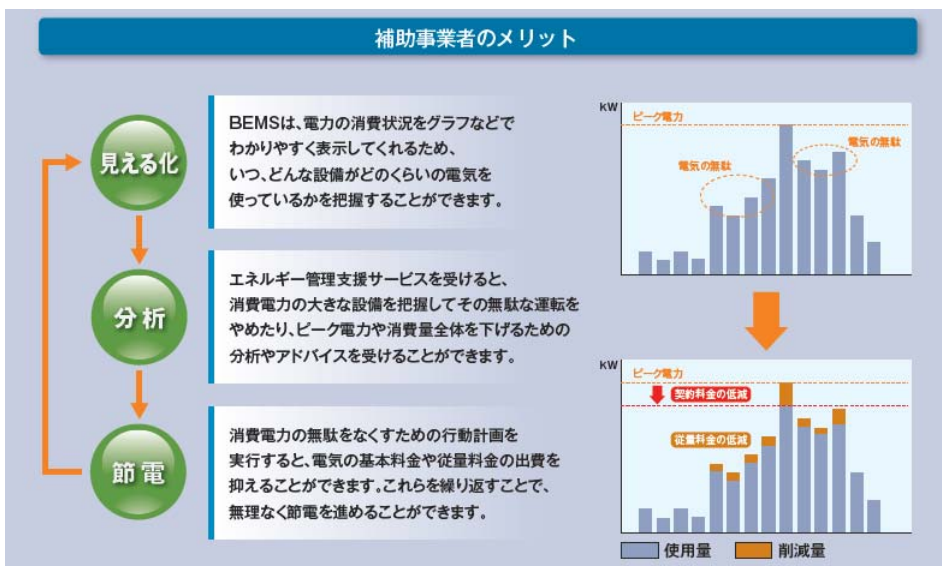 補助事業者のメリット
見える化
BEMSは、電力の消費状況をグラフなどで
わかりやすく表示してくれるため、
いつ、どんな設備がどのくらいの電気を
使っているかを把握することができます。
分析
エネルギー管理支援サービスを受けると、
消費電力の大きな設備を把握してその無駄な運転を
やめたり、ピーク電力や消費量全体を下げるための
分析やアドバイスを受けることができます。
節電
消費電力の無駄をなくすための行動計画を
実行すると、電気の基本料金や従量料金の出費を
抑えることができます。これらを繰り返すことで、
無理なく節電を進めることができます。
KW
ピーク電力
電気の無駄
電気の無駄
KW
ピーク電力
契約料金の低減
従量料金の低減
使用量
削減量